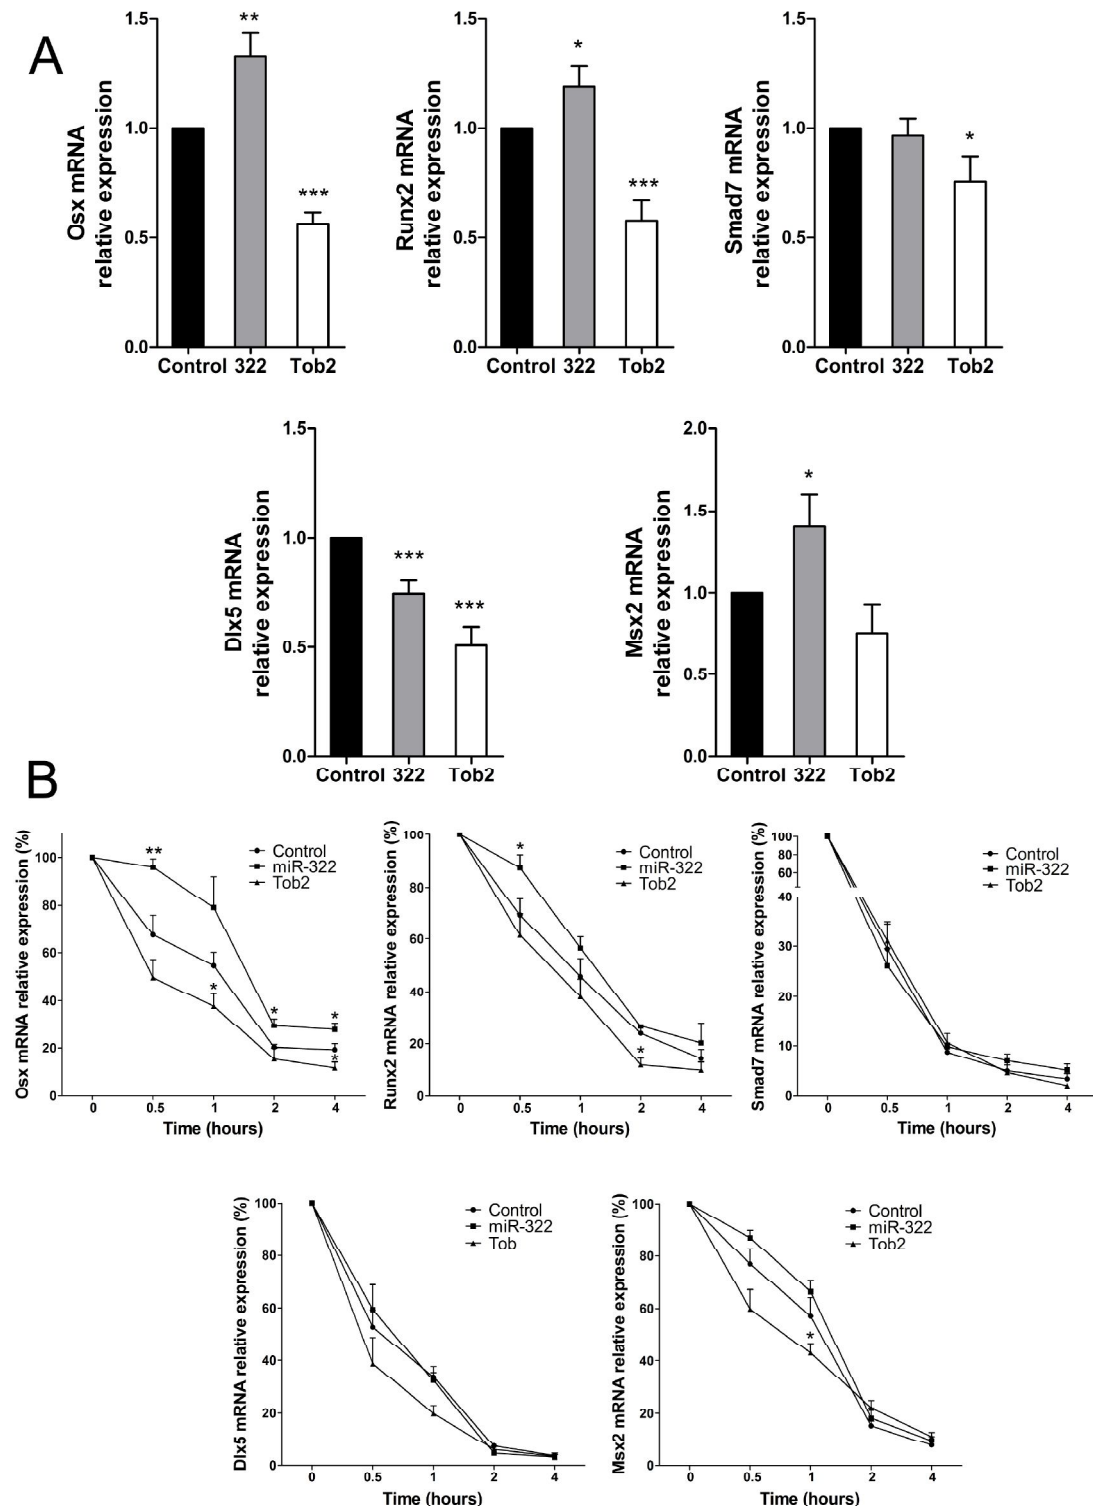 A
Osx mRNA
relative expression
1.5
1.0
0.5
0.0
**
***
Control 322 Tob2
Runx2 mRNA
relative expression
1.5
1.0
0.5
0.0
*
***
Control 322 Tob2
Smad7 mRNA
relative expression
1.5
1.0
0.5
0.0
*
Control 322 Tob2
Dlx5 mRNA
relative expression
1.5
1.0
0.5
0.0
***
***
Control 322 Tob2
Msx2 mRNA
relative expression
2.0
1.5
1.0
0.5
0.0
*
Control 322 Tob2
B
Osx mRNA relative expression (%)
100
80
60
40
20
0
**
*
*
*
*
Control
miR-322
Tob2
0 0.5 1 2 4
Time (hours)
Runx2 mRNA relative expression (%)
100
80
60
40
20
0
*
*
Control
miR-322
Tob2
0 0.5 1 2 4
Time (hours)
Smad7 mRNA relative expression (%)
100
80
60
40
30
20
10
0
Control
miR-322
Tob2
0 0.5 1 2 4
Time (hours)
Dlx5 mRNA relative expression (%)
100
80
60
40
20
0
Control
miR-322
Tob
0 0.5 1 2 4
Time (hours)
Msx2 mRNA relative expression (%)
100
80
60
40
20
0
*
Control
miR-322
Tob2
0 0.5 1 2 4
Time (hours)